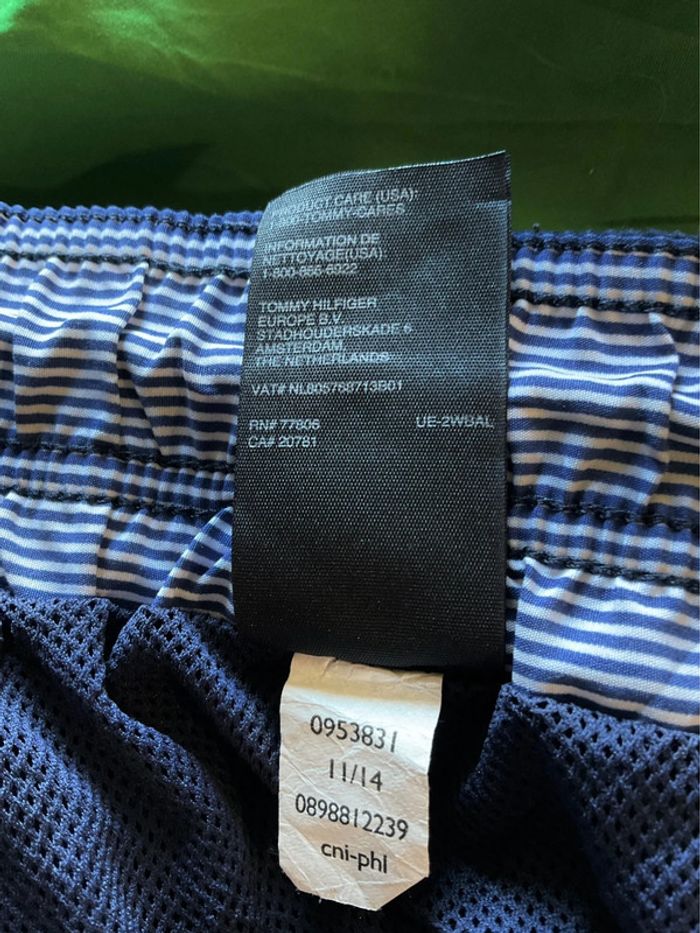 PRODUCT CARE (USA):
1-800-TOMMY-CARES
INFORMATION DE
NETTOYAGE(USA):
1-800-866-6922
TOMMY HILFIGER
EUROPE B.V.
STADHOUDERSKADE 6
AMSTERDAM
THE NETHERLANDS
VAT# NL805768713B01
RN# 77806 UE-2WBAL
CA# 20781
0953831
11/14
0898812239
cni-phl